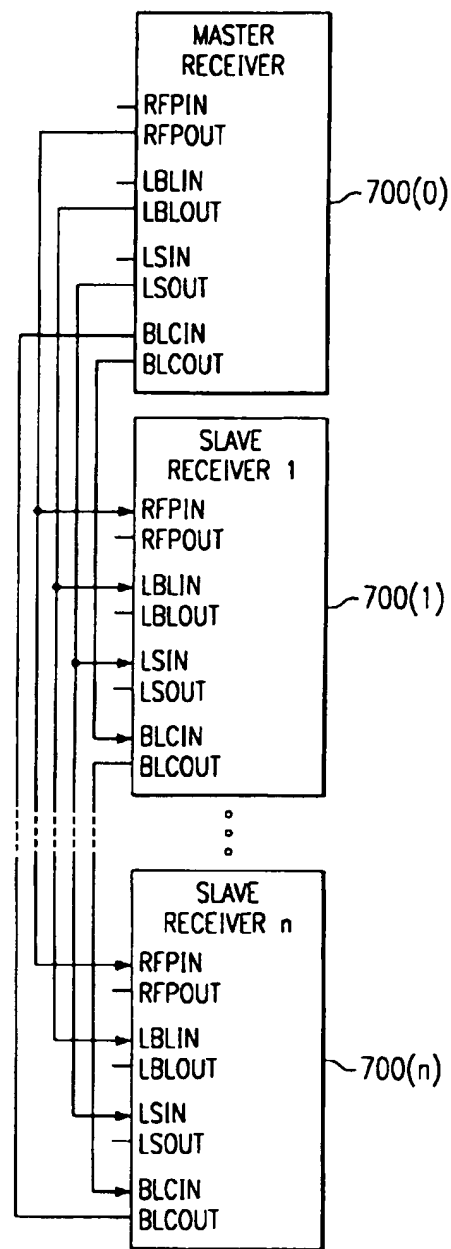 MASTER
RECEIVER
RFPIN
RFPOUT
LBLIN
LBLOUT
LSIN
LSOUT
BLCIN
BLCOUT
700(0)
SLAVE
RECEIVER 1
RFPIN
RFPOUT
LBLIN
LBLOUT
LSIN
LSOUT
BLCIN
BLCOUT
700(1)
SLAVE
RECEIVER n
RFPIN
RFPOUT
LBLIN
LBLOUT
LSIN
LSOUT
BLCIN
BLCOUT
700(n)